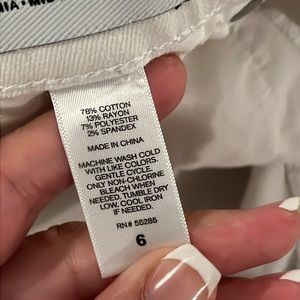 78% COTTON
13% RAYON
7% POLYESTER
2% SPANDEX
MADE IN CHINA
MACHINE WASH COLD
WITH LIKE COLORS.
GENTLE CYCLE.
ONLY NON-CHLORINE
BLEACH WHEN
NEEDED. TUMBLE DRY
LOW. COOL IRON
IF NEEDED.
RN# 55285
6